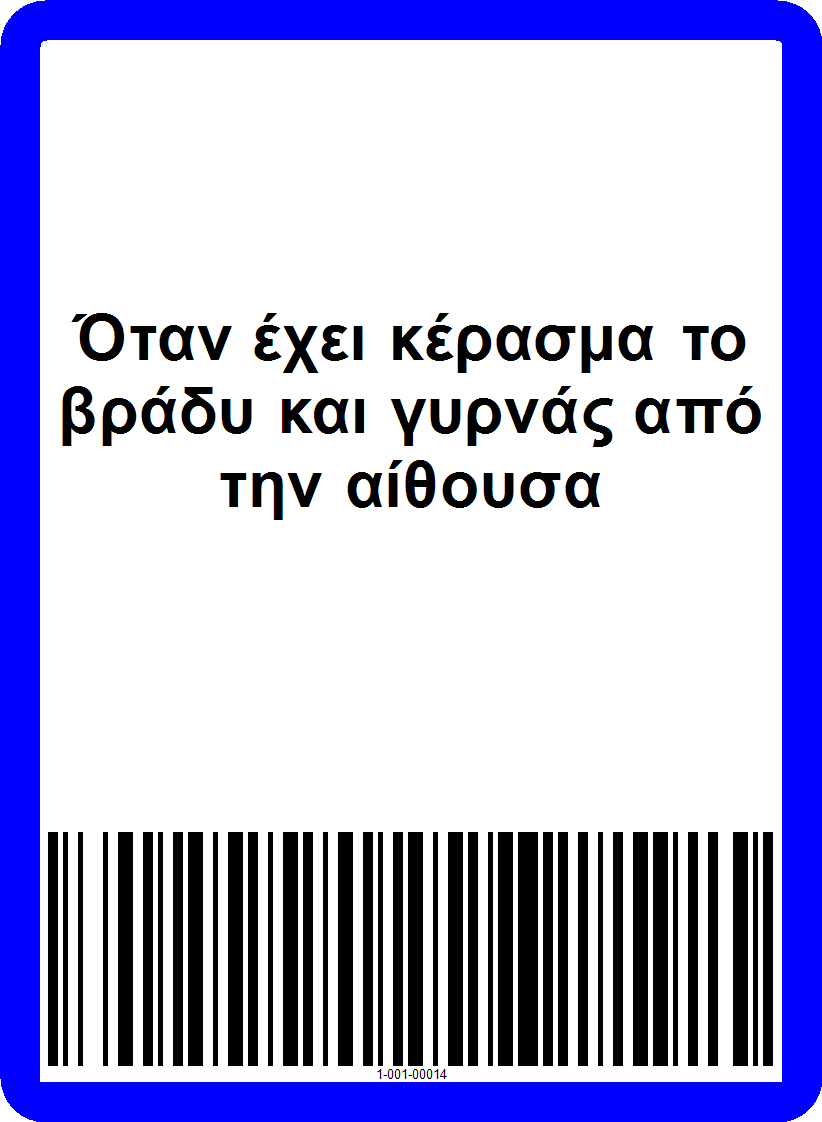 Όταν έχει κέρασμα το
βράδυ και γυρνάς από
την αίθουσα
1-001-00014